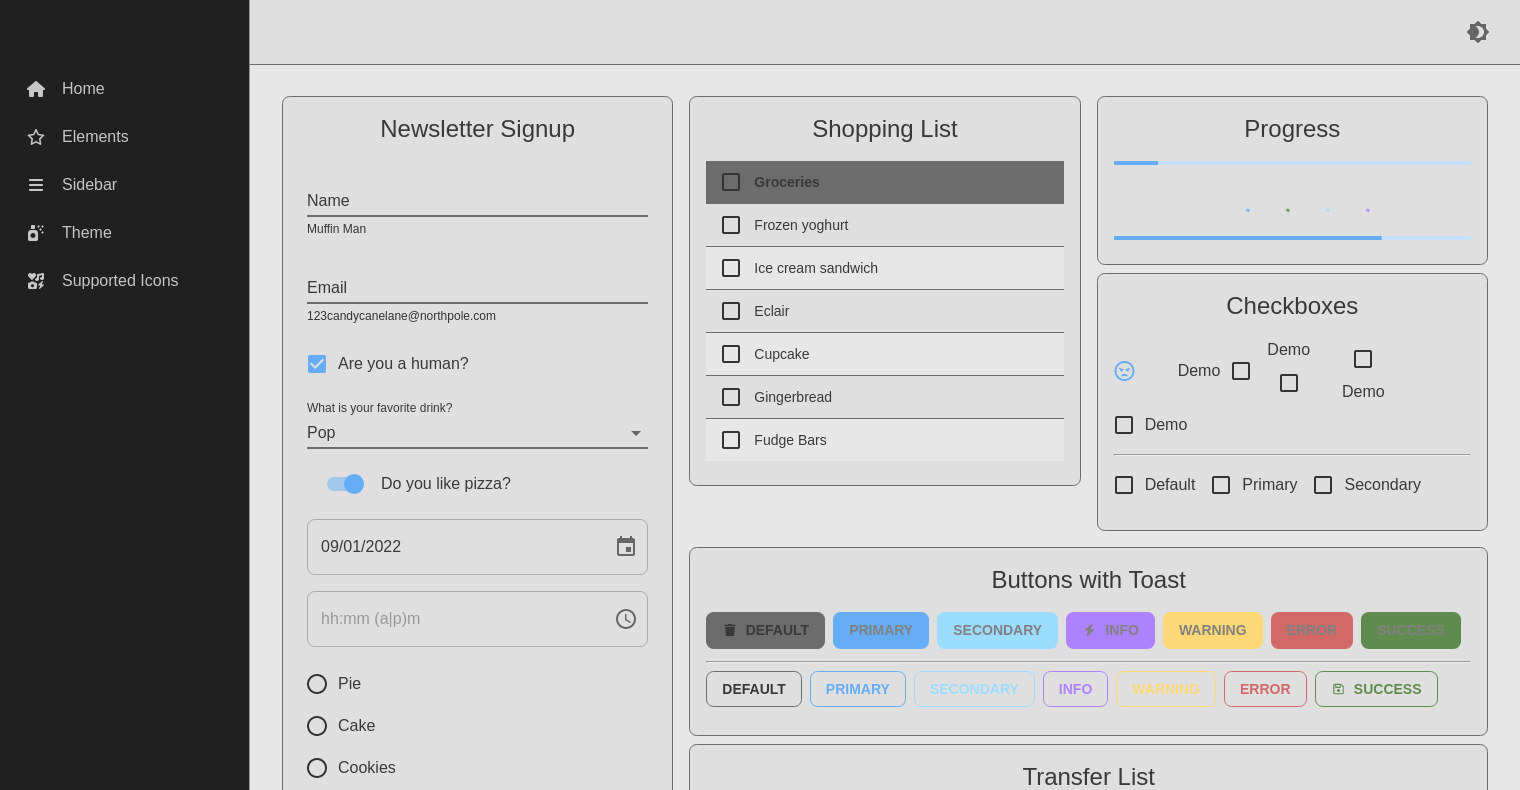 Home
Elements
Sidebar
Theme
Supported Icons
Newsletter Signup
Name
Muffin Man
Email
123candycanelane@northpole.com
Are you a human?
What is your favorite drink?
Pop
Do you like pizza?
09/01/2022
hh:mm (a|p)m
Pie
Cake
Cookies
Shopping List
Groceries
Frozen yoghurt
Ice cream sandwich
Eclair
Cupcake
Gingerbread
Fudge Bars
Progress
Checkboxes
Demo
Demo
Demo
Demo
Default Primary Secondary
Buttons with Toast
DEFAULT PRIMARY SECONDARY INFO WARNING ERROR SUCCESS
DEFAULT PRIMARY SECONDARY INFO WARNING ERROR SUCCESS
Transfer List